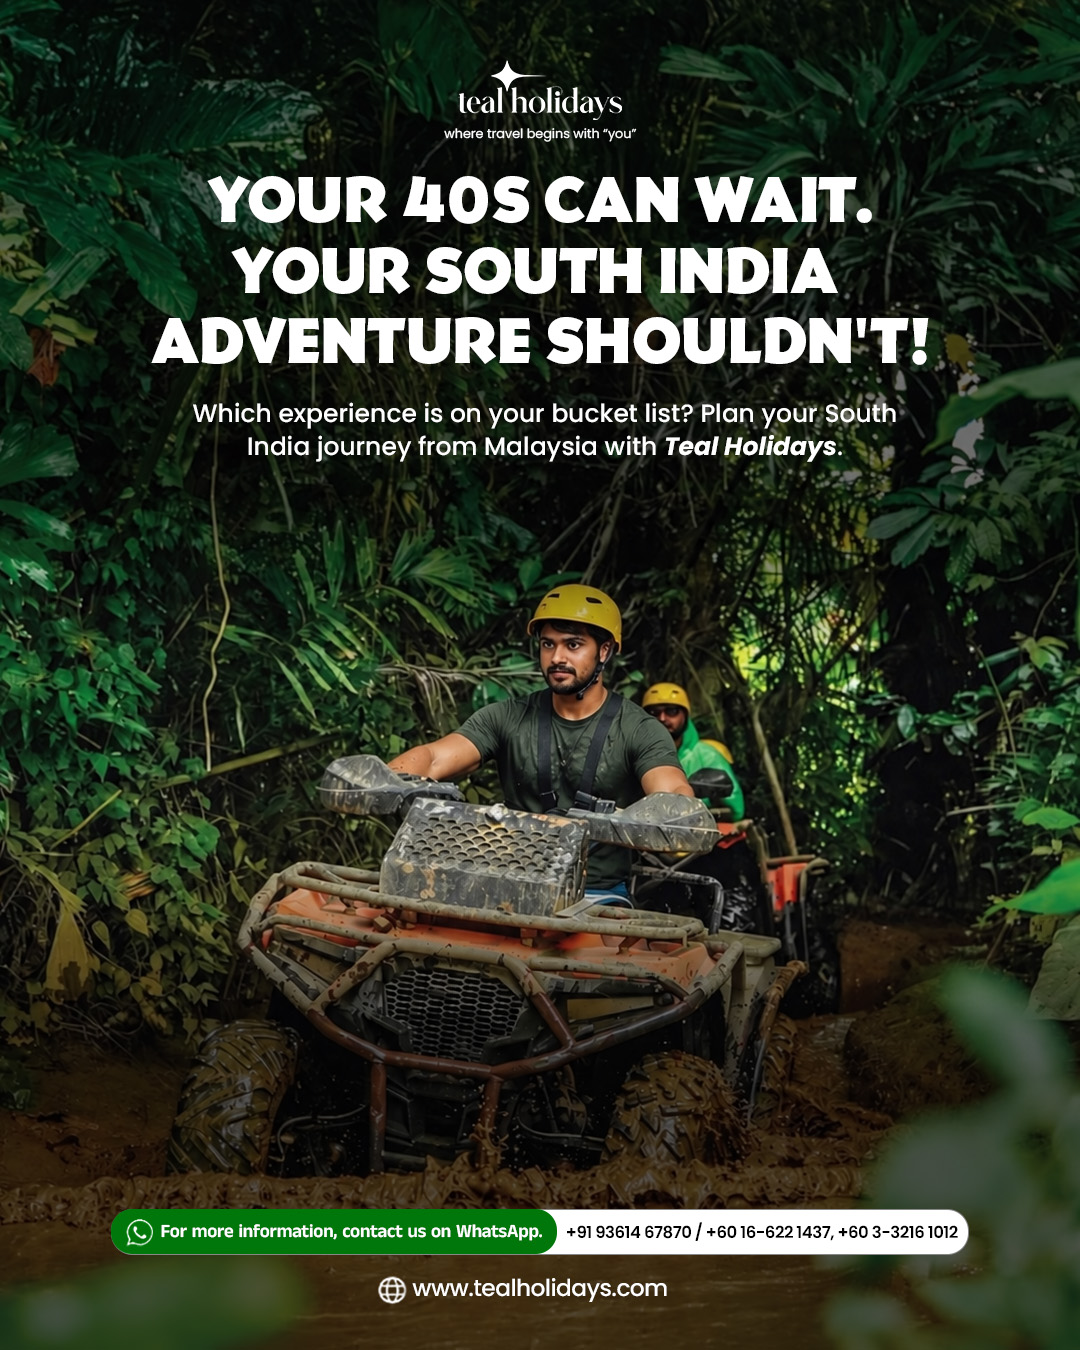 teal holidays
where travel begins with “you”
YOUR 40S CAN WAIT.
YOUR SOUTH INDIA
ADVENTURE SHOULDN'T!
Which experience is on your bucket list? Plan your South
India journey from Malaysia with Teal Holidays.
For more information, contact us on WhatsApp. +91 93614 67870 / +60 16-622 1437, +60 3-3216 1012
www.tealholidays.com